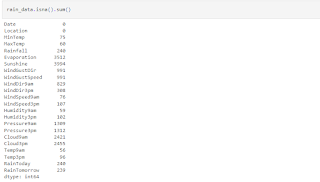 rain_data.isna().sum()
Date 0
Location 0
MinTemp 75
MaxTemp 60
Rainfall 240
Evaporation 3512
Sunshine 3994
WindGustDir 991
WindGustSpeed 991
WindDir9am 829
WindDir3pm 308
WindSpeed9am 76
WindSpeed3pm 107
Humidity9am 59
Humidity3pm 102
Pressure9am 1309
Pressure3pm 1312
Cloud9am 2421
Cloud3pm 2455
Temp9am 56
Temp3pm 96
RainToday 240
RainTomorrow 239
dtype: int64